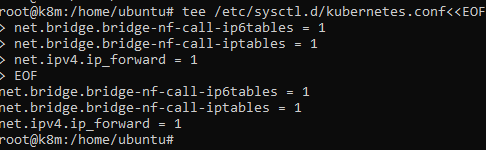 root@k8m:/home/ubuntu# tee /etc/sysctl.d/kubernetes.conf<<EOF
> net.bridge.bridge-nf-call-ip6tables = 1
> net.bridge.bridge-nf-call-iptables = 1
> net.ipv4.ip_forward = 1
> EOF
net.bridge.bridge-nf-call-ip6tables = 1
net.bridge.bridge-nf-call-iptables = 1
net.ipv4.ip_forward = 1
root@k8m:/home/ubuntu#